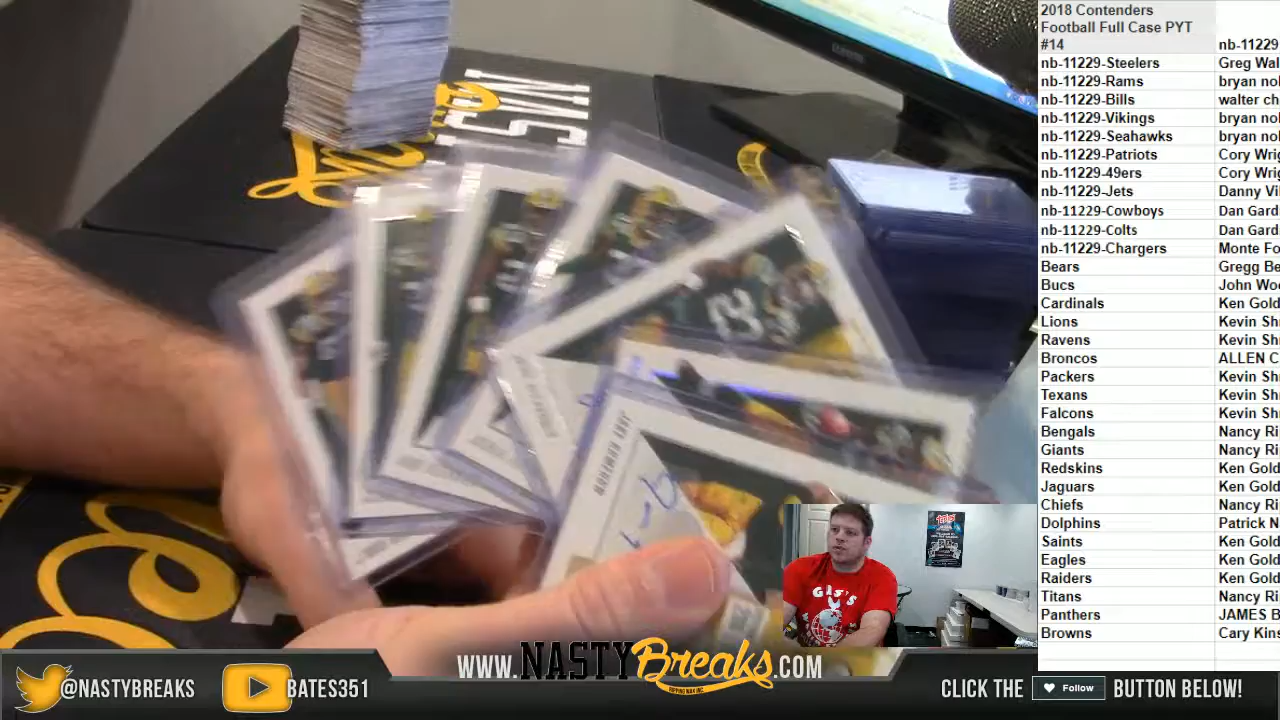 2018 Contenders
Football Full Case PYT
#14 nb-11229
nb-11229-Steelers Greg Wal
nb-11229-Rams bryan nol
nb-11229-Bills walter ch
nb-11229-Vikings bryan nol
nb-11229-Seahawks bryan nol
nb-11229-Patriots Cory Wrig
nb-11229-49ers Cory Wrig
nb-11229-Jets Danny Vi
nb-11229-Cowboys Dan Gard
nb-11229-Colts Dan Gard
nb-11229-Chargers Monte Fo
Bears Gregg Be
Bucs John Woo
Cardinals Ken Gold
Lions Kevin Sh
Ravens Kevin Sh
Broncos ALLEN C
Packers Kevin Sh
Texans Kevin Sh
Falcons Kevin Sh
Bengals Nancy Ri
Giants Nancy Ri
Redskins Ken Gold
Jaguars Ken Gold
Chiefs Nancy Ri
Dolphins Patrick N
Saints Ken Gold
Eagles Ken Gold
Raiders Ken Gold
Titans Nancy Ri
Panthers JAMES B
Browns Cary Kins
WWW.NASTYBreaks.COM
@NASTYBREAKS
BATES351
CLICK THE Follow BUTTON BELOW!